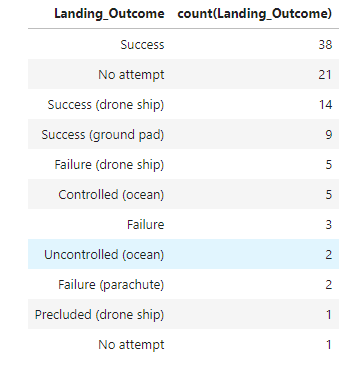 Landing_Outcome count(Landing_Outcome)
Success 38
No attempt 21
Success (drone ship) 14
Success (ground pad) 9
Failure (drone ship) 5
Controlled (ocean) 5
Failure 3
Uncontrolled (ocean) 2
Failure (parachute) 2
Precluded (drone ship) 1
No attempt 1